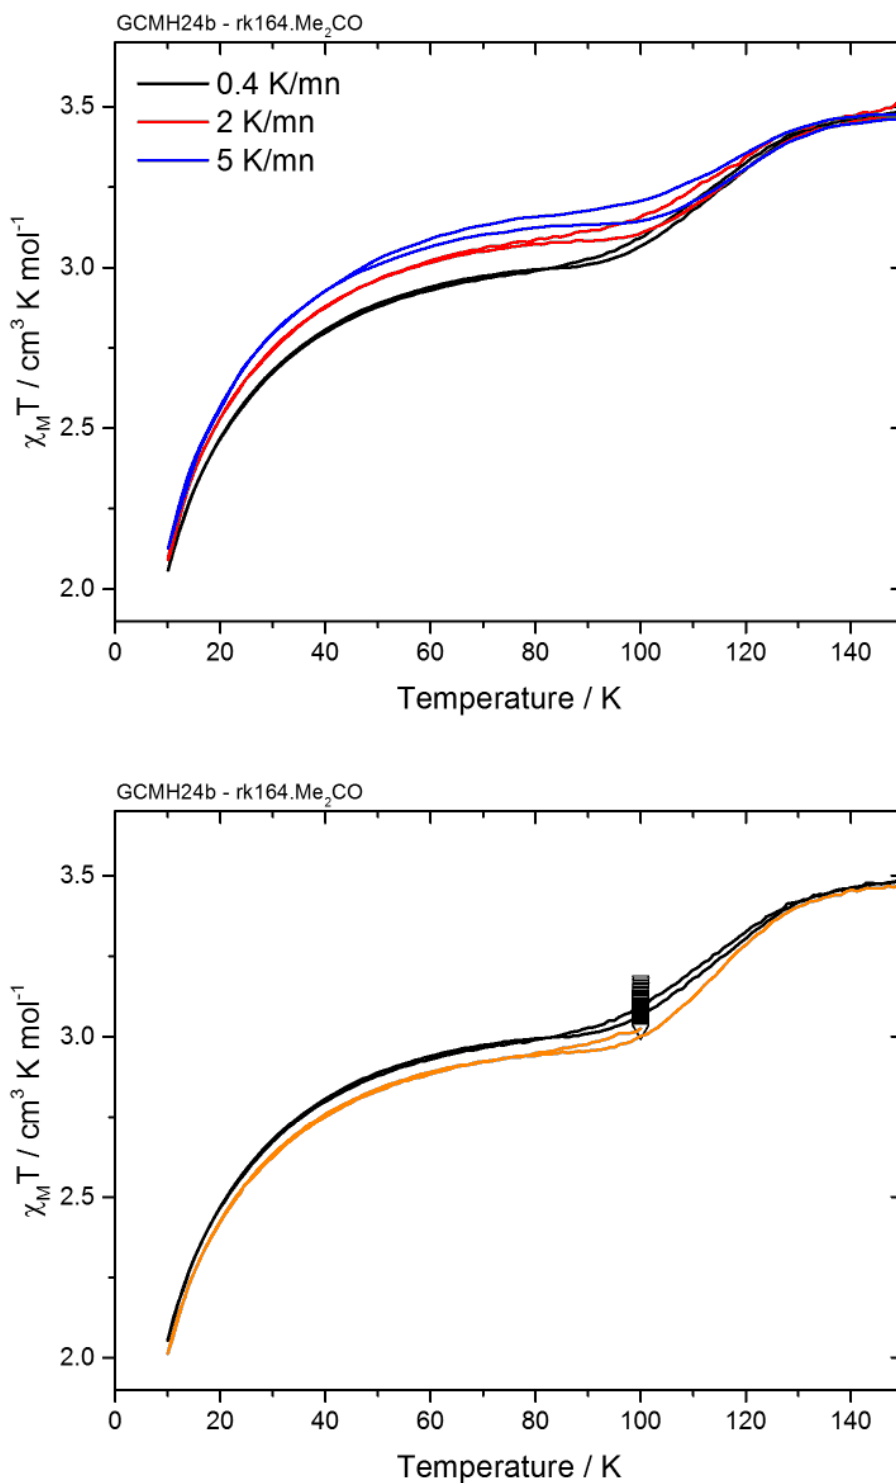 GCMH24b - rk164.Me₂CO
0.4 K/mn
2 K/mn
5 K/mn
3.5
3.0
2.5
2.0
χ_MT / cm³ K mol⁻¹
0 20 40 60 80 100 120 140
Temperature / K
GCMH24b - rk164.Me₂CO
3.5
3.0
2.5
2.0
χ_MT / cm³ K mol⁻¹
0 20 40 60 80 100 120 140
Temperature / K